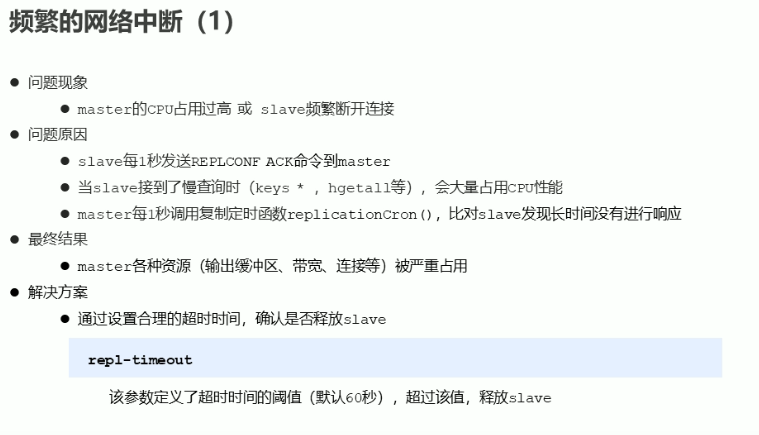 频繁的网络中断（1）
● 问题现象
● master的CPU占用过高 或 slave频繁断开连接
● 问题原因
● slave每1秒发送REPLCONF ACK命令到master
● 当slave接到了慢查询时（keys * ，hgetall等），会大量占用CPU性能
● master每1秒调用复制定时函数replicationCron()，比对slave发现长时间没有进行响应
● 最终结果
● master各种资源（输出缓冲区、带宽、连接等）被严重占用
● 解决方案
● 通过设置合理的超时时间，确认是否释放slave
repl-timeout
该参数定义了超时时间的阈值（默认60秒），超过该值，释放slave